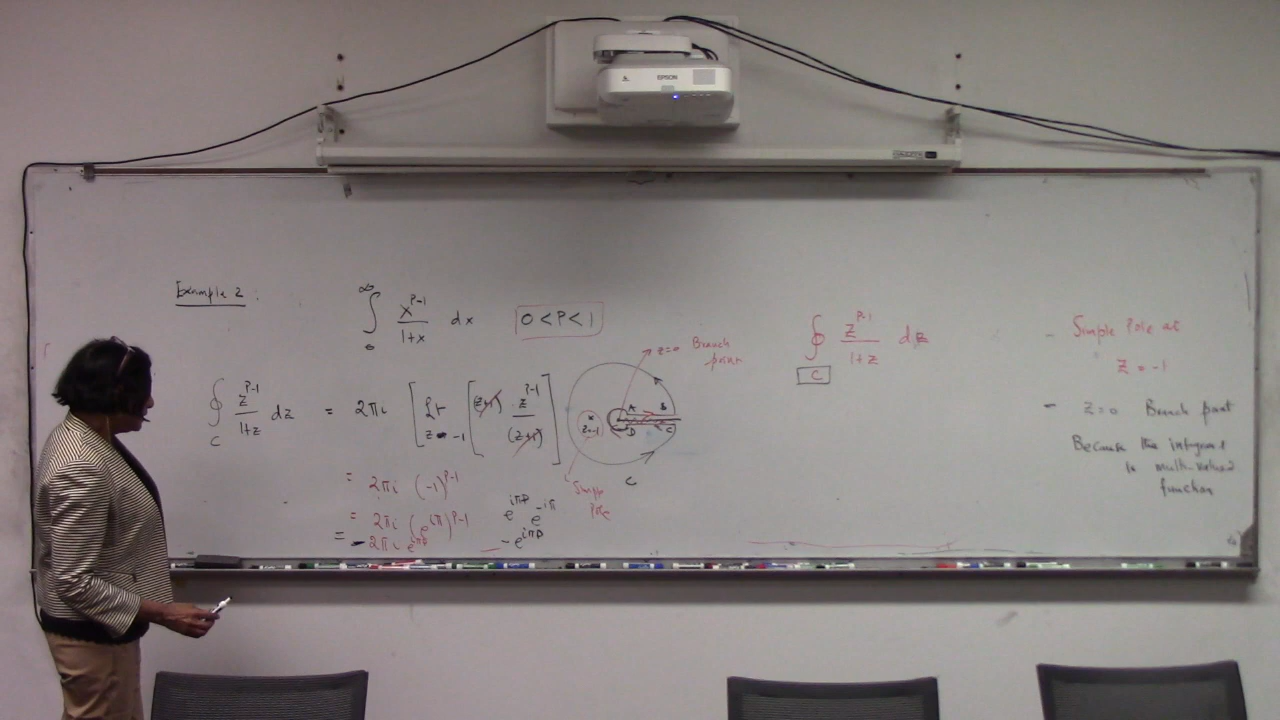 EPSON
Example 2.
∞
∫ x^{P-1} / 1+x dx
0
0 < P < 1
z=0 Branch point
∮_C z^{P-1} / 1+z dz
- Simple Pole at
z = -1
- z=0 Branch point
Because the integrand
is multi-valued
function
∮_C z^{P-1} / 1+z dz = 2πi [ Lt z→-1 [ (z+1) z^{P-1} / (z+1) ] ]
A B
D C
x
z=-1
C
Simple
Pole
= 2πi (-1)^{P-1}
= 2πi (e^{iπ})^{P-1}
e^{iπP} e^{-iπ}
= -2πi e^{iπP}
- e^{iπP}